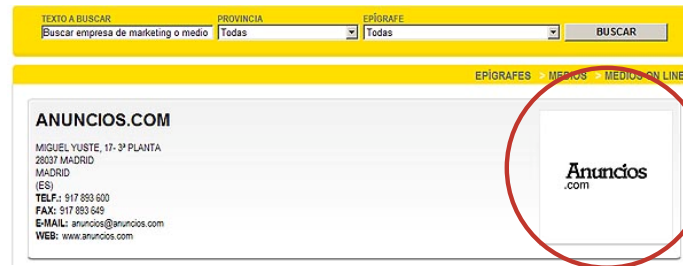 TEXTO A BUSCAR PROVINCIA EPÍGRAFE
Buscar empresa de marketing o medio Todas Todas BUSCAR
EPÍGRAFES > MEDIOS > MEDIOS ON LINE
ANUNCIOS.COM
MIGUEL YUSTE, 17- 3ª PLANTA
28037 MADRID
MADRID
(ES)
TELF.: 917 893 600
FAX: 917 893 649
E-MAIL: anuncios@anuncios.com
WEB: www.anuncios.com
Anuncios
.com